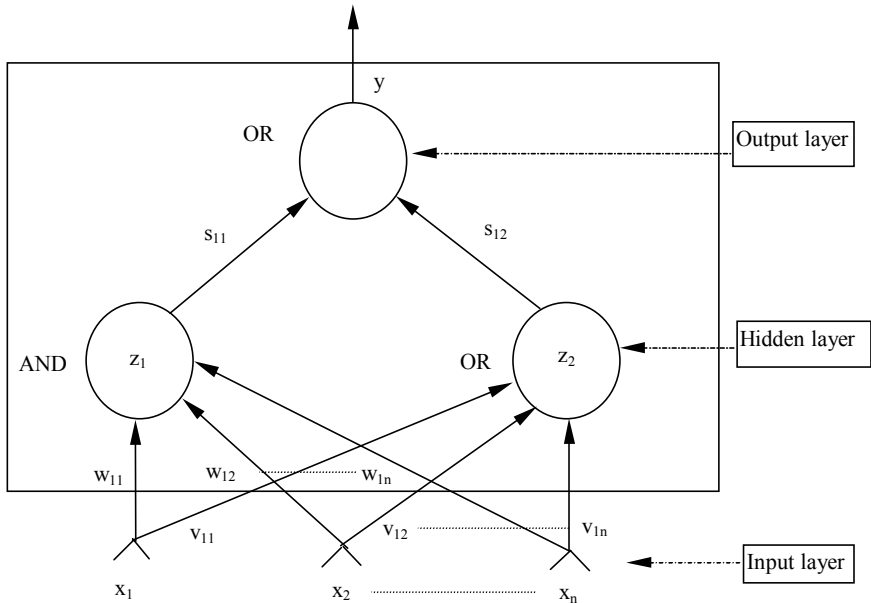 y
OR
Output layer
s₁₁
s₁₂
AND
z₁
OR
z₂
Hidden layer
w₁₁
w₁₂
w₁ₙ
v₁₁
v₁₂
v₁ₙ
x₁
x₂
xₙ
Input layer